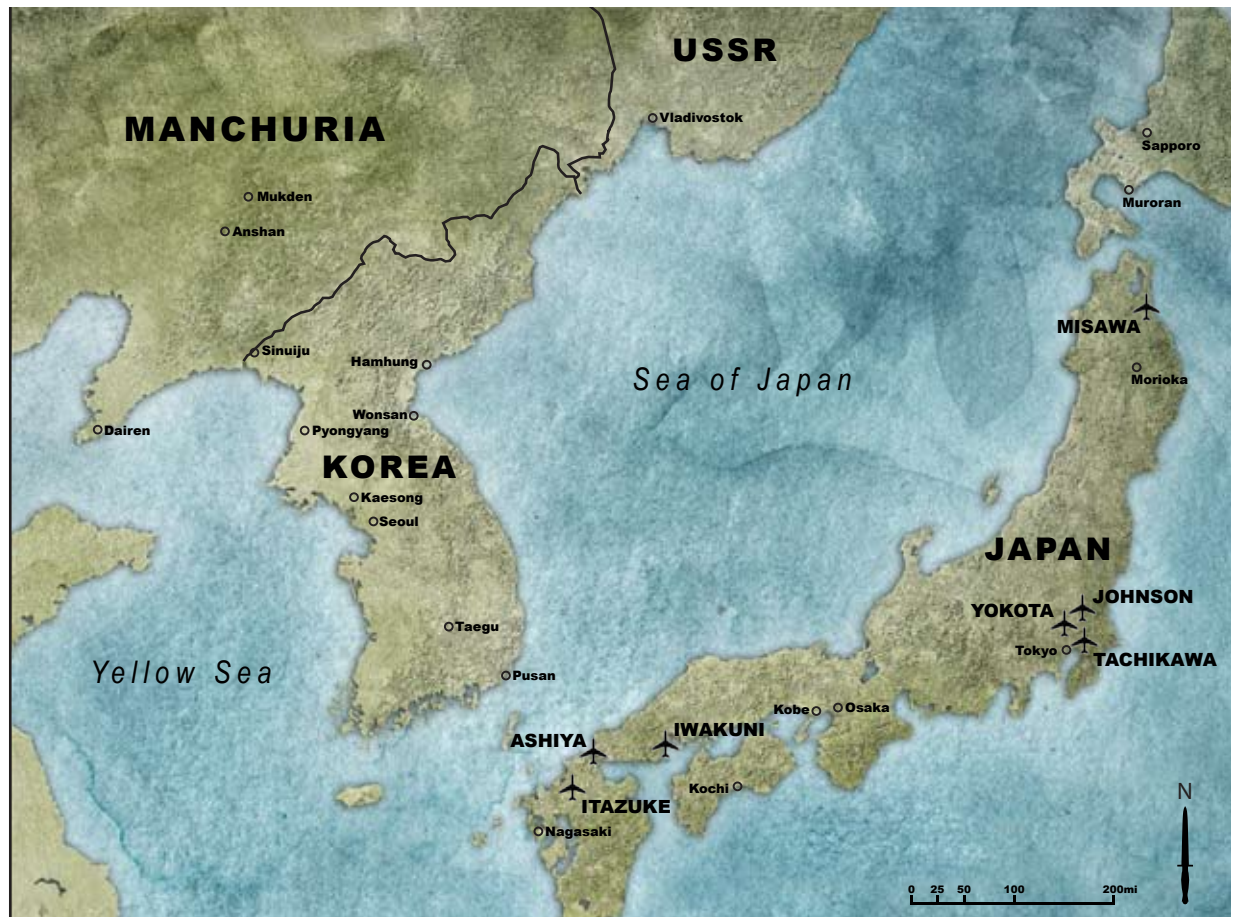 USSR
MANCHURIA
Vladivostok
Sapporo
Mukden
Muroran
Anshan
MISAWA
Sinuiju
Hamhung
Sea of Japan
Morioka
Wonsan
Dairen
Pyongyang
KOREA
Kaesong
Seoul
JAPAN
JOHNSON
YOKOTA
Taegu
Tokyo
TACHIKAWA
Yellow Sea
Pusan
Kobe
Osaka
IWAKUNI
ASHIYA
Kochi
ITAZUKE
N
Nagasaki
0 25 50 100 200mi